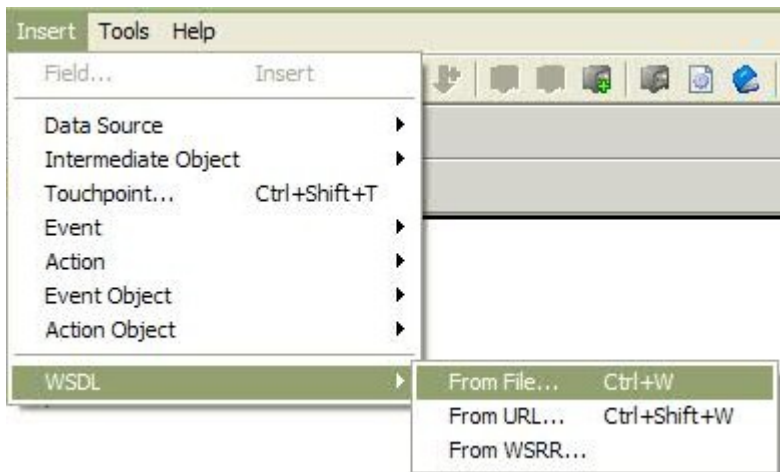 Insert Tools Help
Field... Insert
Data Source
Intermediate Object
Touchpoint... Ctrl+Shift+T
Event
Action
Event Object
Action Object
WSDL
From File... Ctrl+W
From URL... Ctrl+Shift+W
From WSRR...